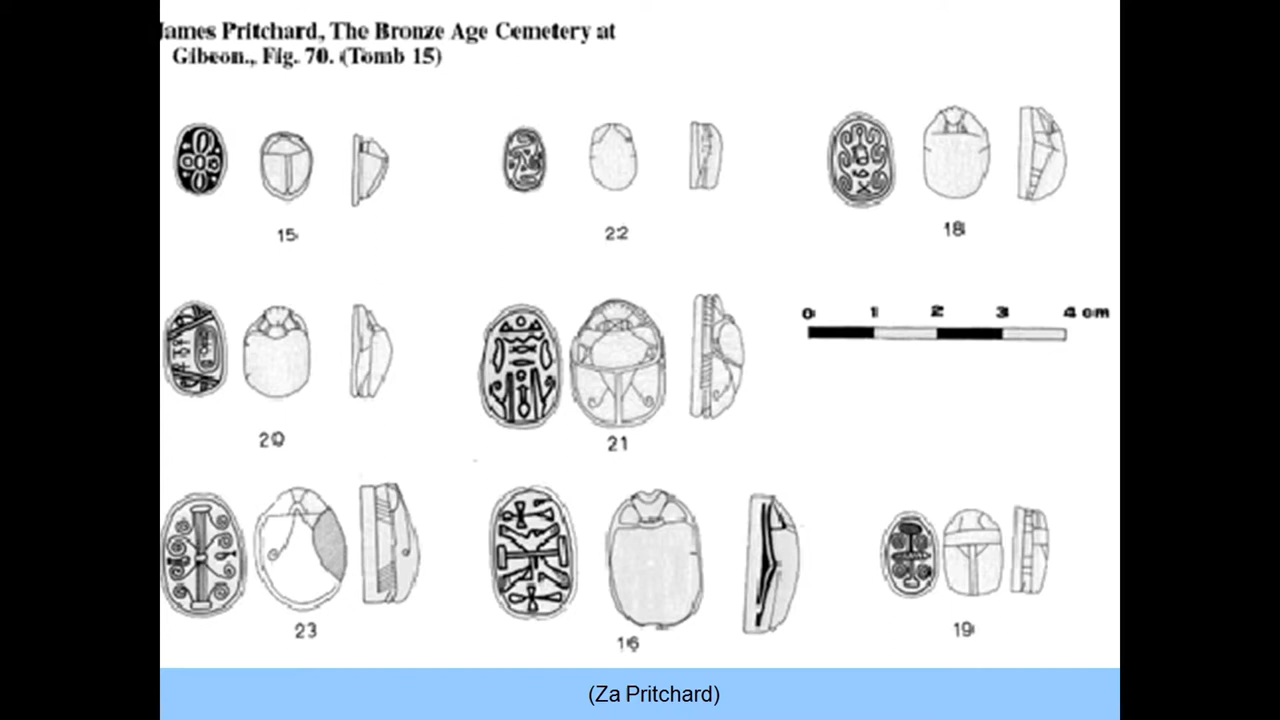 James Pritchard, The Bronze Age Cemetery at
Gibeon., Fig. 70. (Tomb 15)
15
22
18
0 1 2 3 4 cm
20
21
23
16
19
(Za Pritchard)